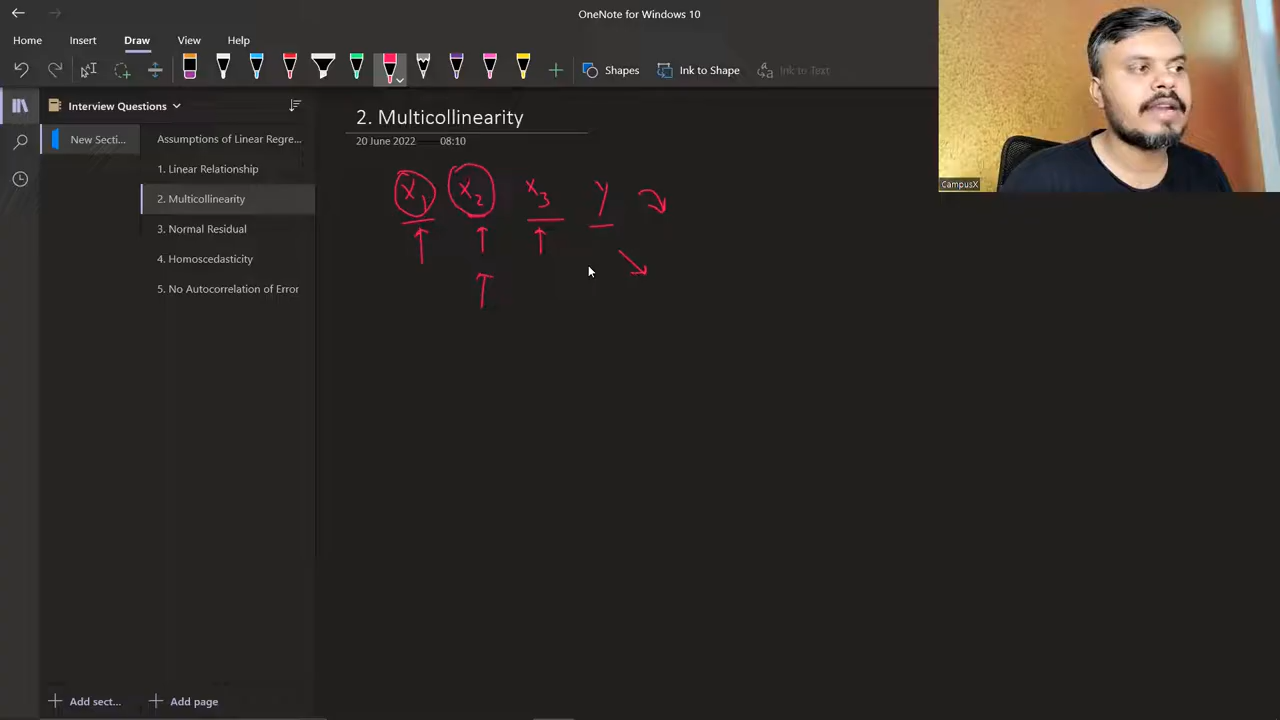 OneNote for Windows 10
Home Insert Draw View Help
Shapes Ink to Shape Ink to Text
Interview Questions
New Secti...
Assumptions of Linear Regre...
1. Linear Relationship
2. Multicollinearity
3. Normal Residual
4. Homoscedasticity
5. No Autocorrelation of Error
2. Multicollinearity
20 June 2022 08:10
x₁ x₂ x₃ y
CampusX
Add sect... Add page